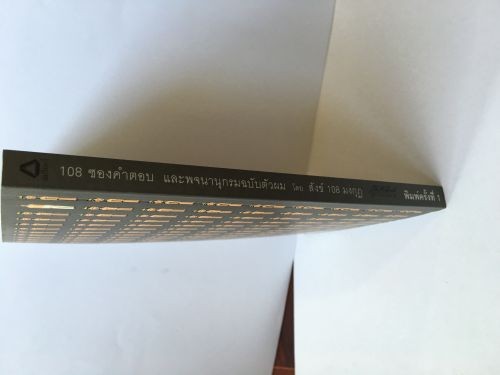 108 ซองคำตอบ และพจนานุกรมฉบับตัวผม โดย สังข์ 108 มงกุฎ พิมพ์ครั้งที่ 1